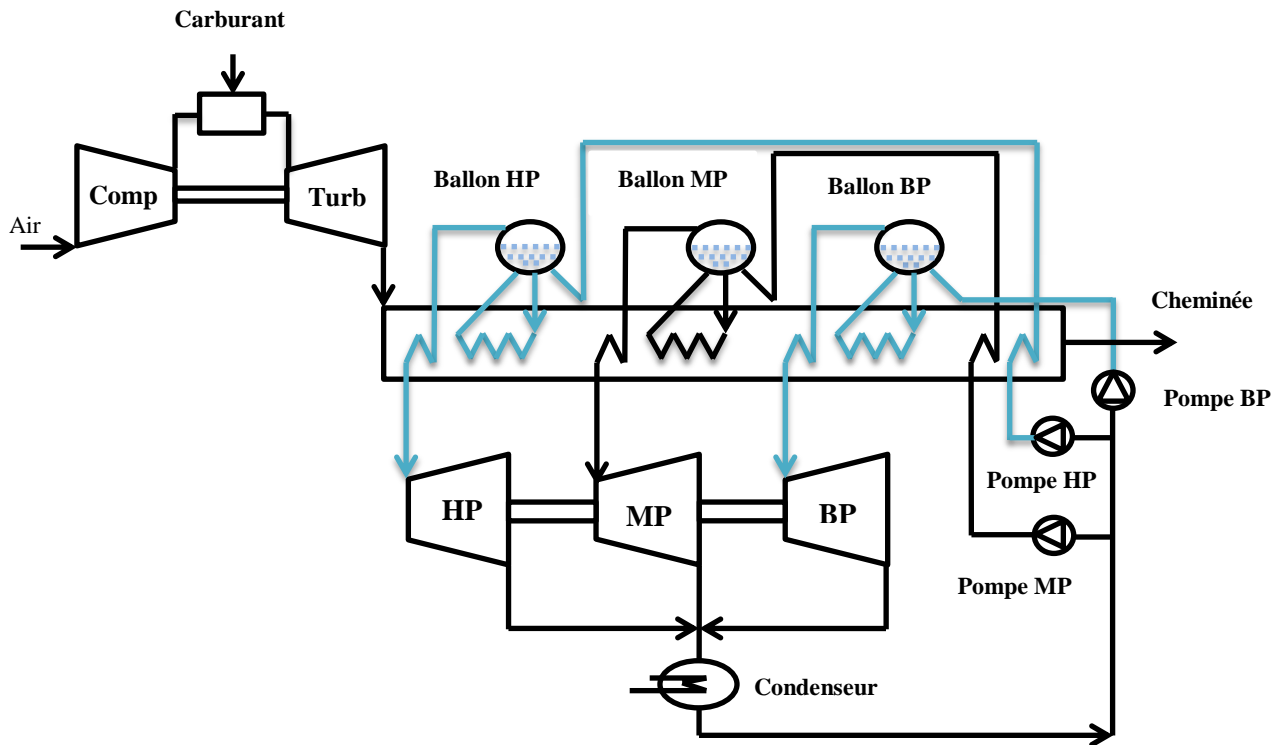 Carburant
Comp
Turb
Air
Ballon HP
Ballon MP
Ballon BP
Cheminée
Pompe BP
Pompe HP
HP
MP
BP
Pompe MP
Condenseur